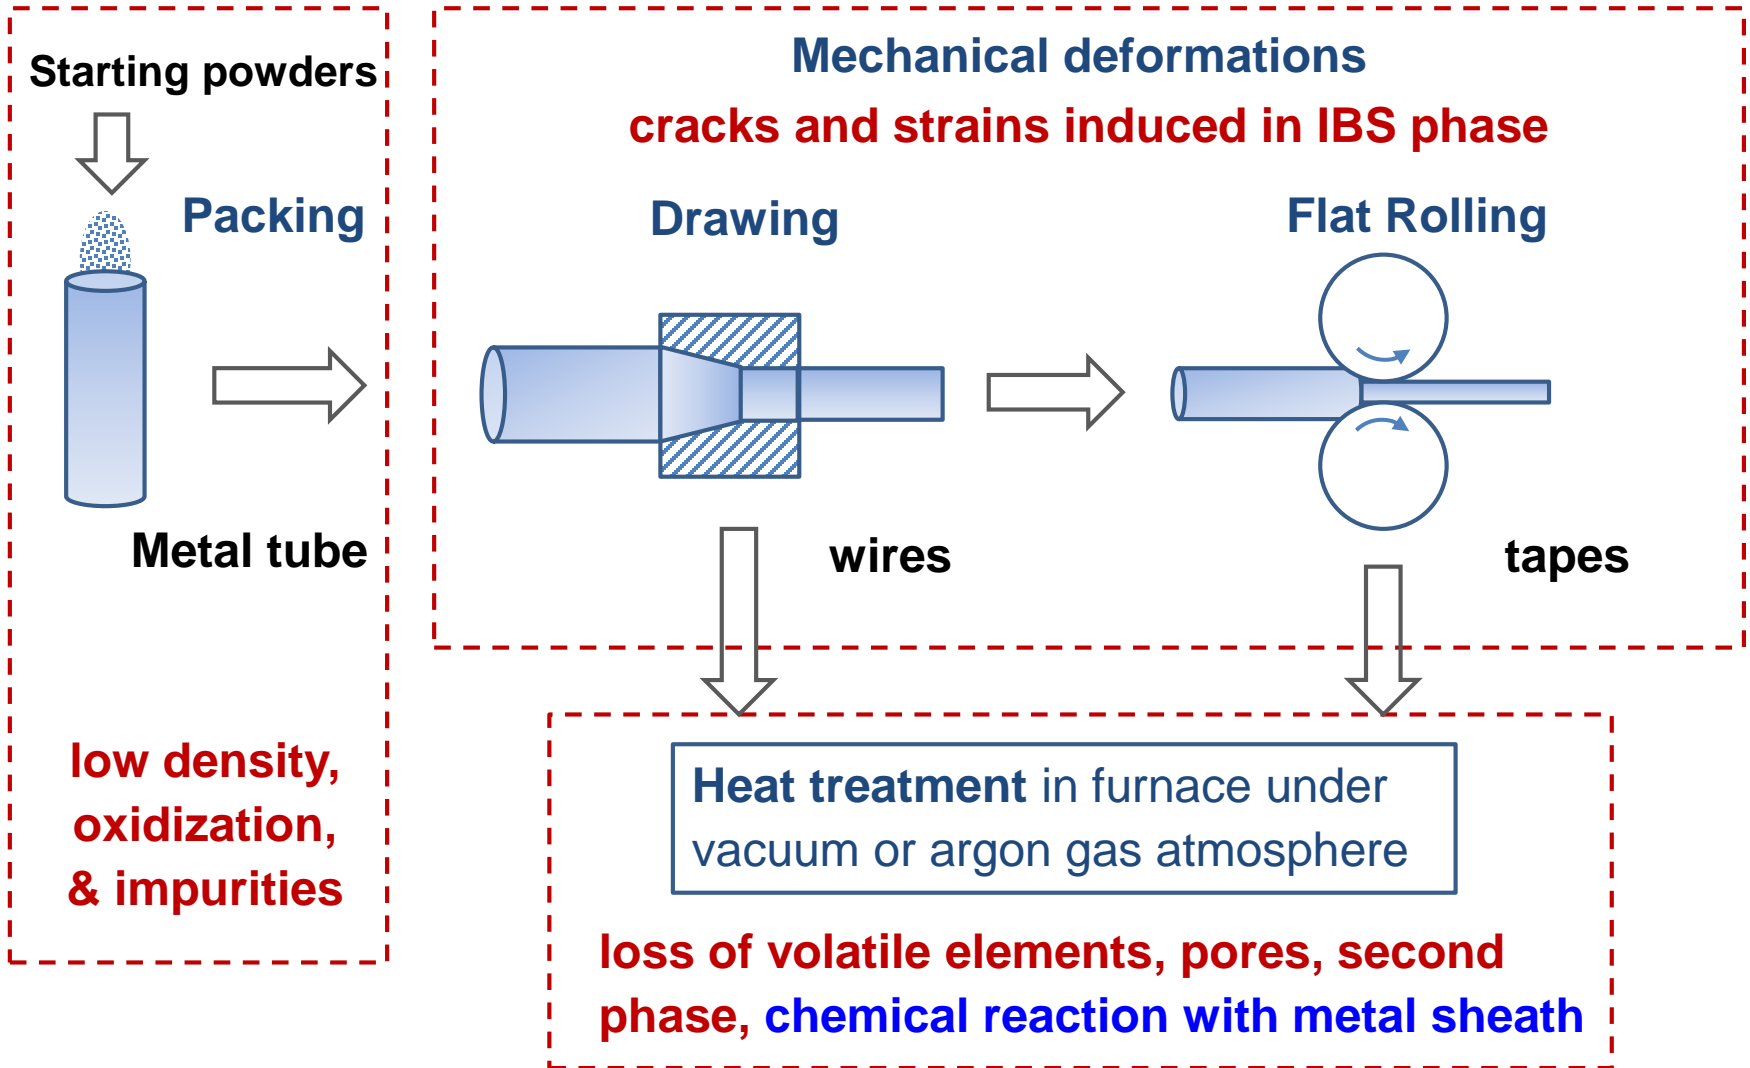 Starting powders
Packing
Metal tube
low density,
oxidization,
& impurities
Mechanical deformations
cracks and strains induced in IBS phase
Drawing
Flat Rolling
wires
tapes
Heat treatment in furnace under
vacuum or argon gas atmosphere
loss of volatile elements, pores, second
phase, chemical reaction with metal sheath